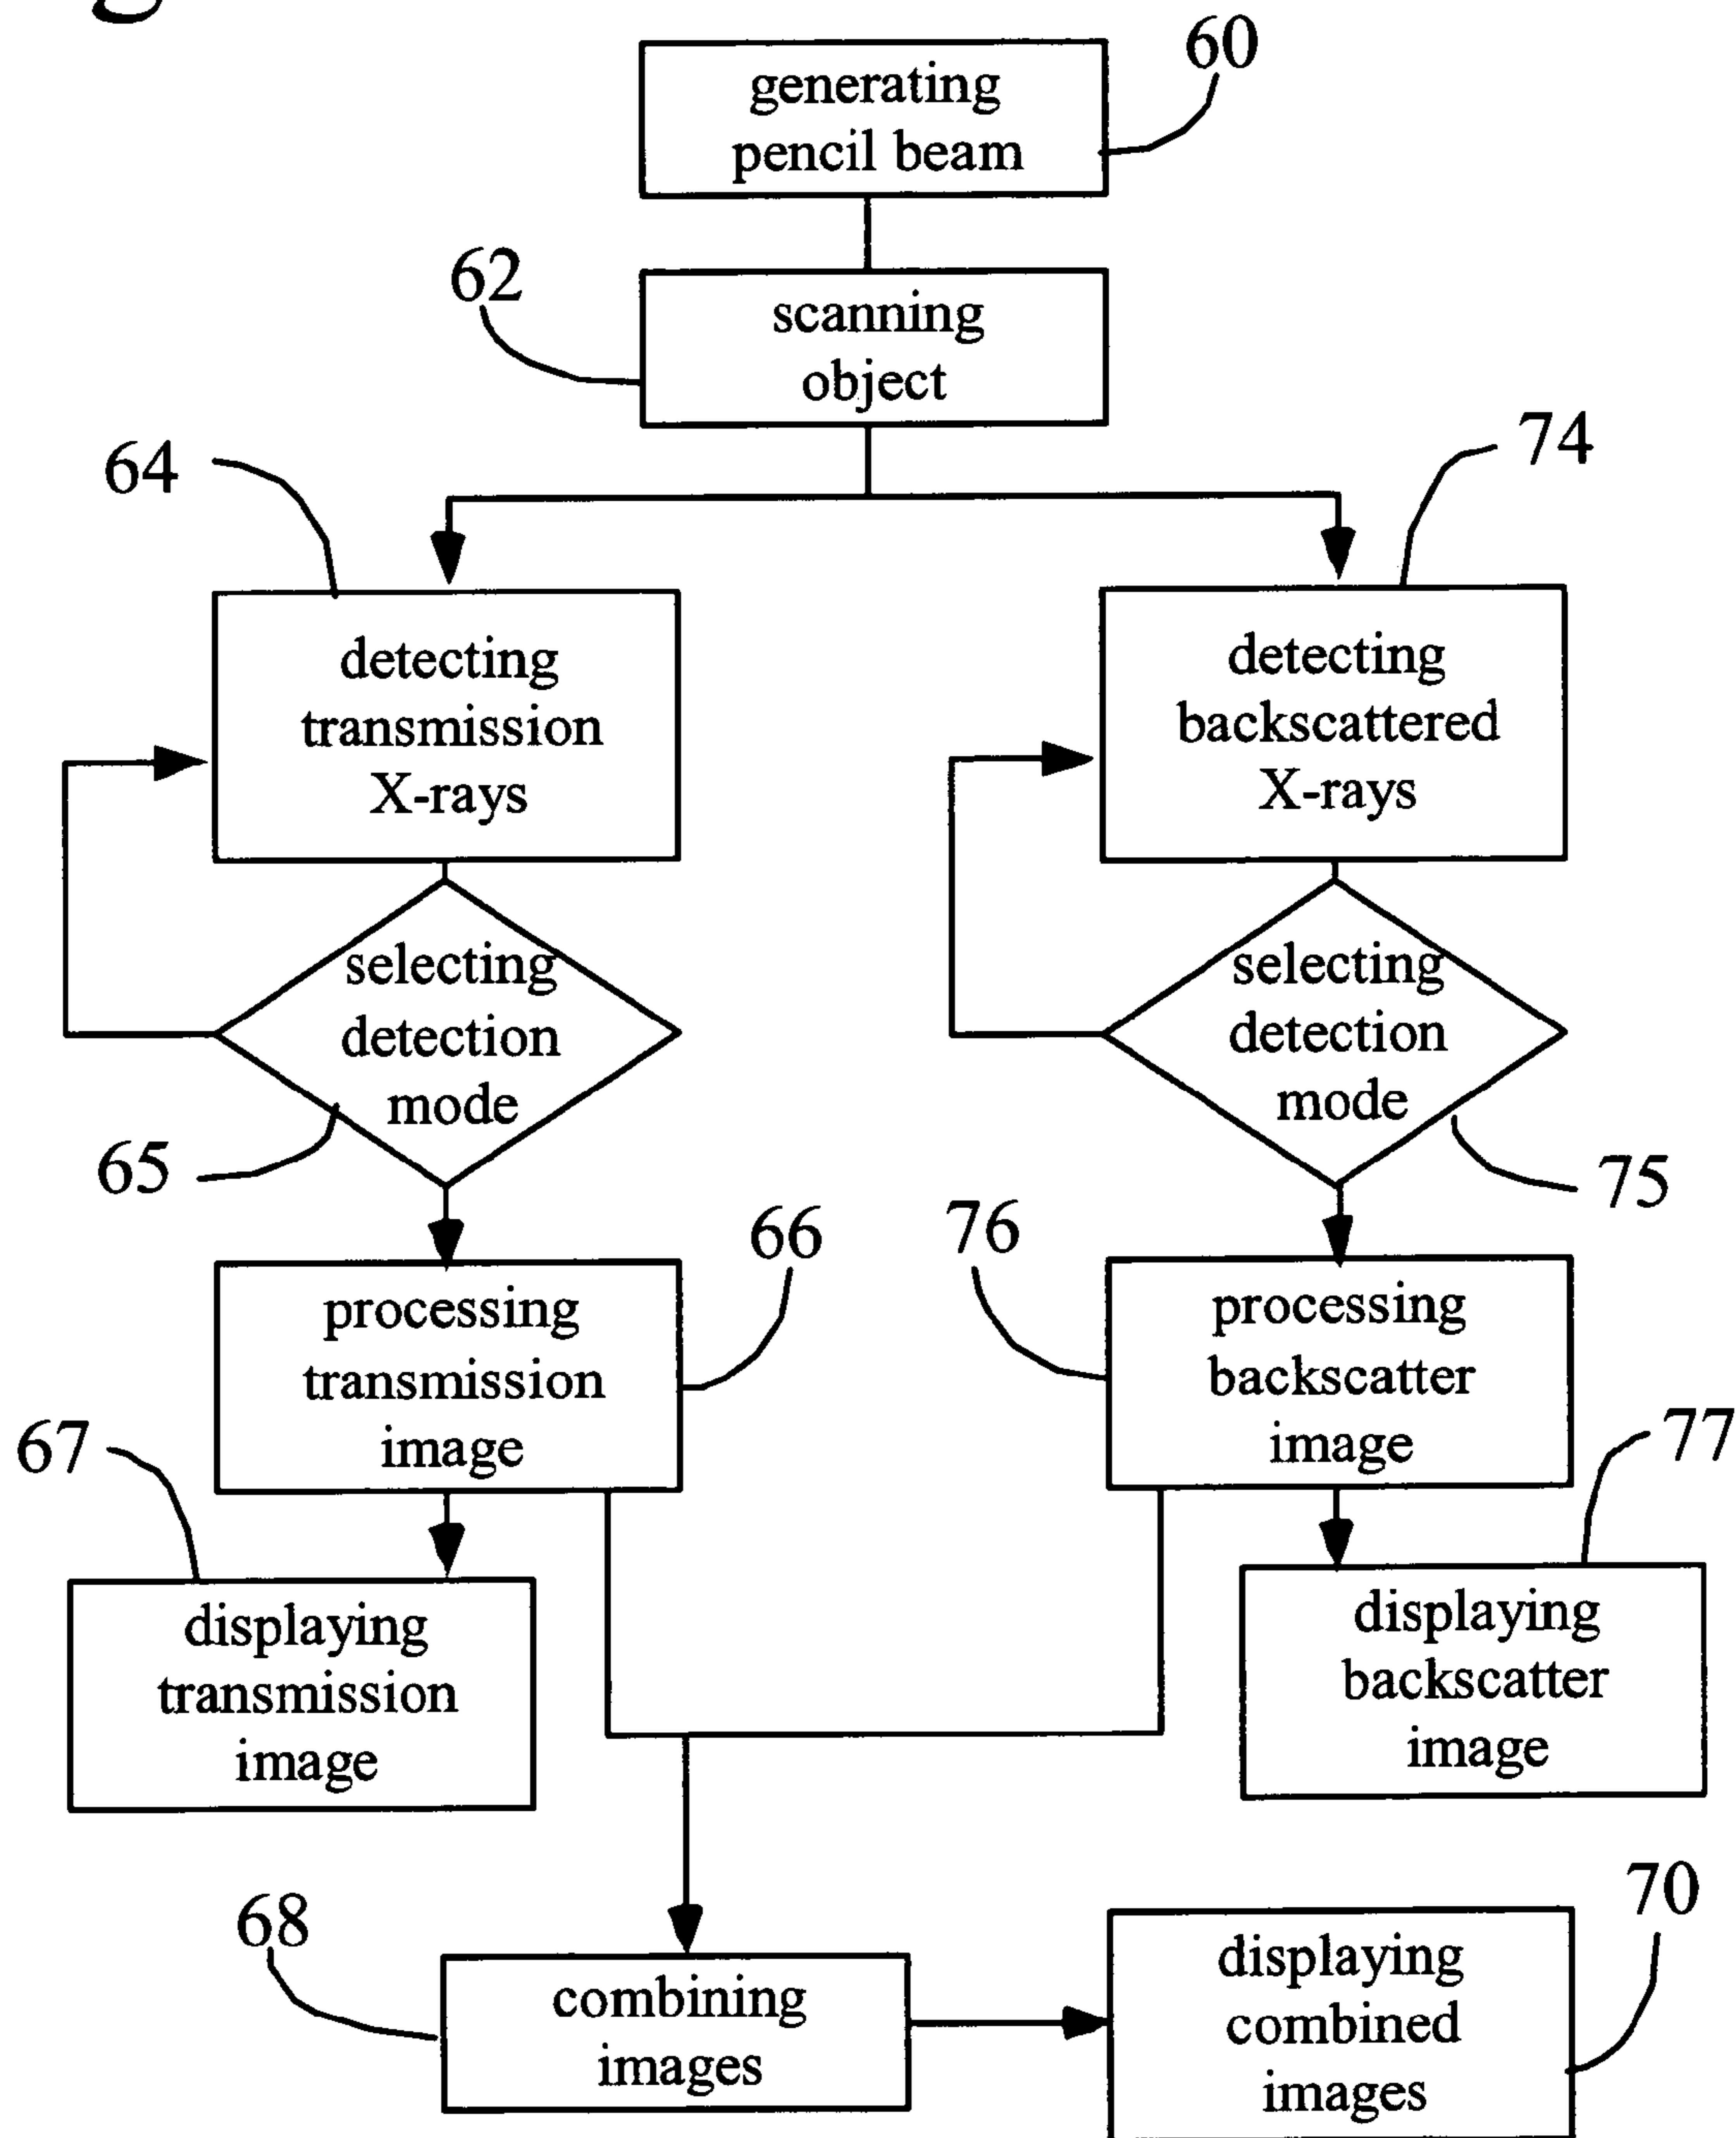 60
generating
pencil beam
62
scanning
object
64
74
detecting
transmission
X-rays
detecting
backscattered
X-rays
selecting
detection
mode
selecting
detection
mode
65
75
66
76
processing
transmission
image
processing
backscatter
image
67
77
displaying
transmission
image
displaying
backscatter
image
68
70
combining
images
displaying
combined
images